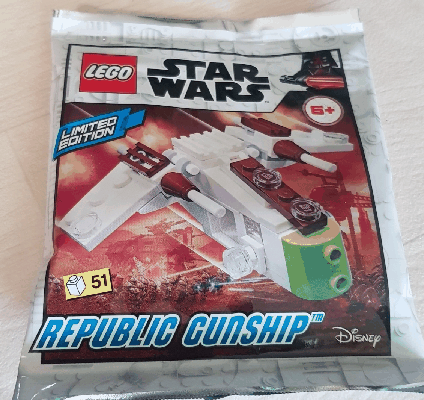 LEGO
STAR
WARS
6+
LIMITED
EDITION
51
REPUBLIC GUNSHIP™
Disney